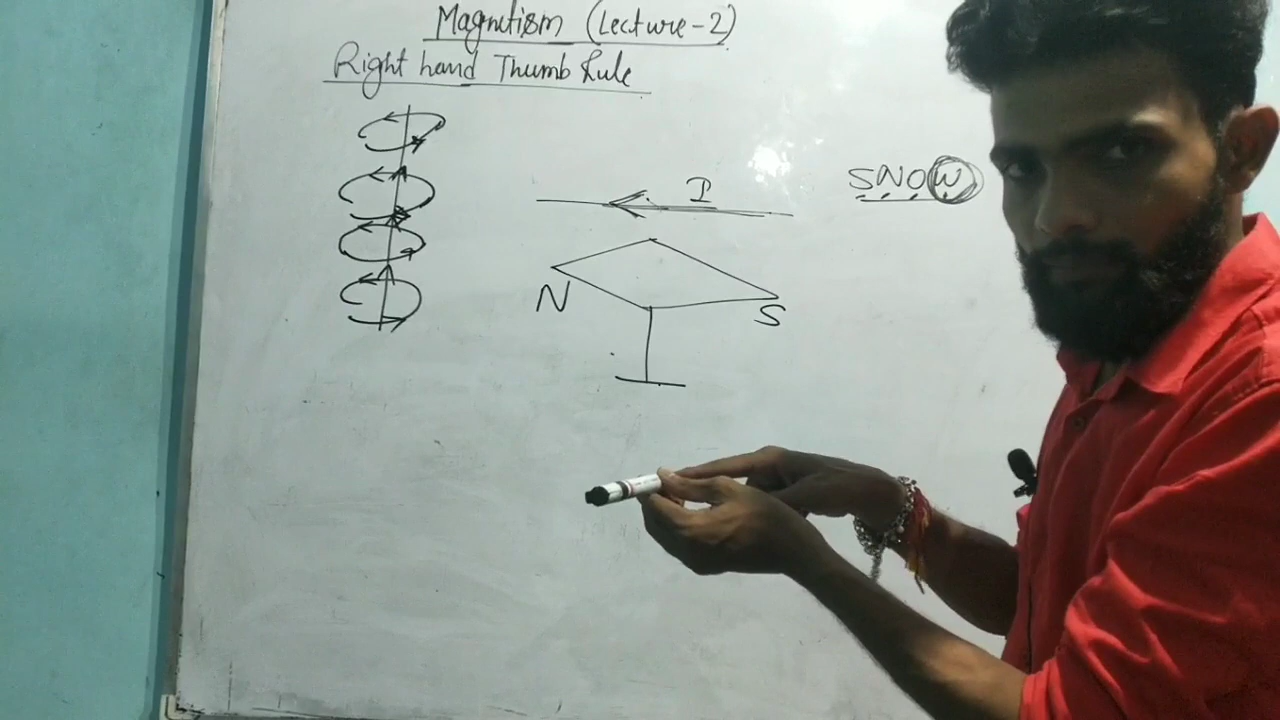 Magnetism (Lecture-2)
Right hand Thumb Rule
I
SNOW
N
S